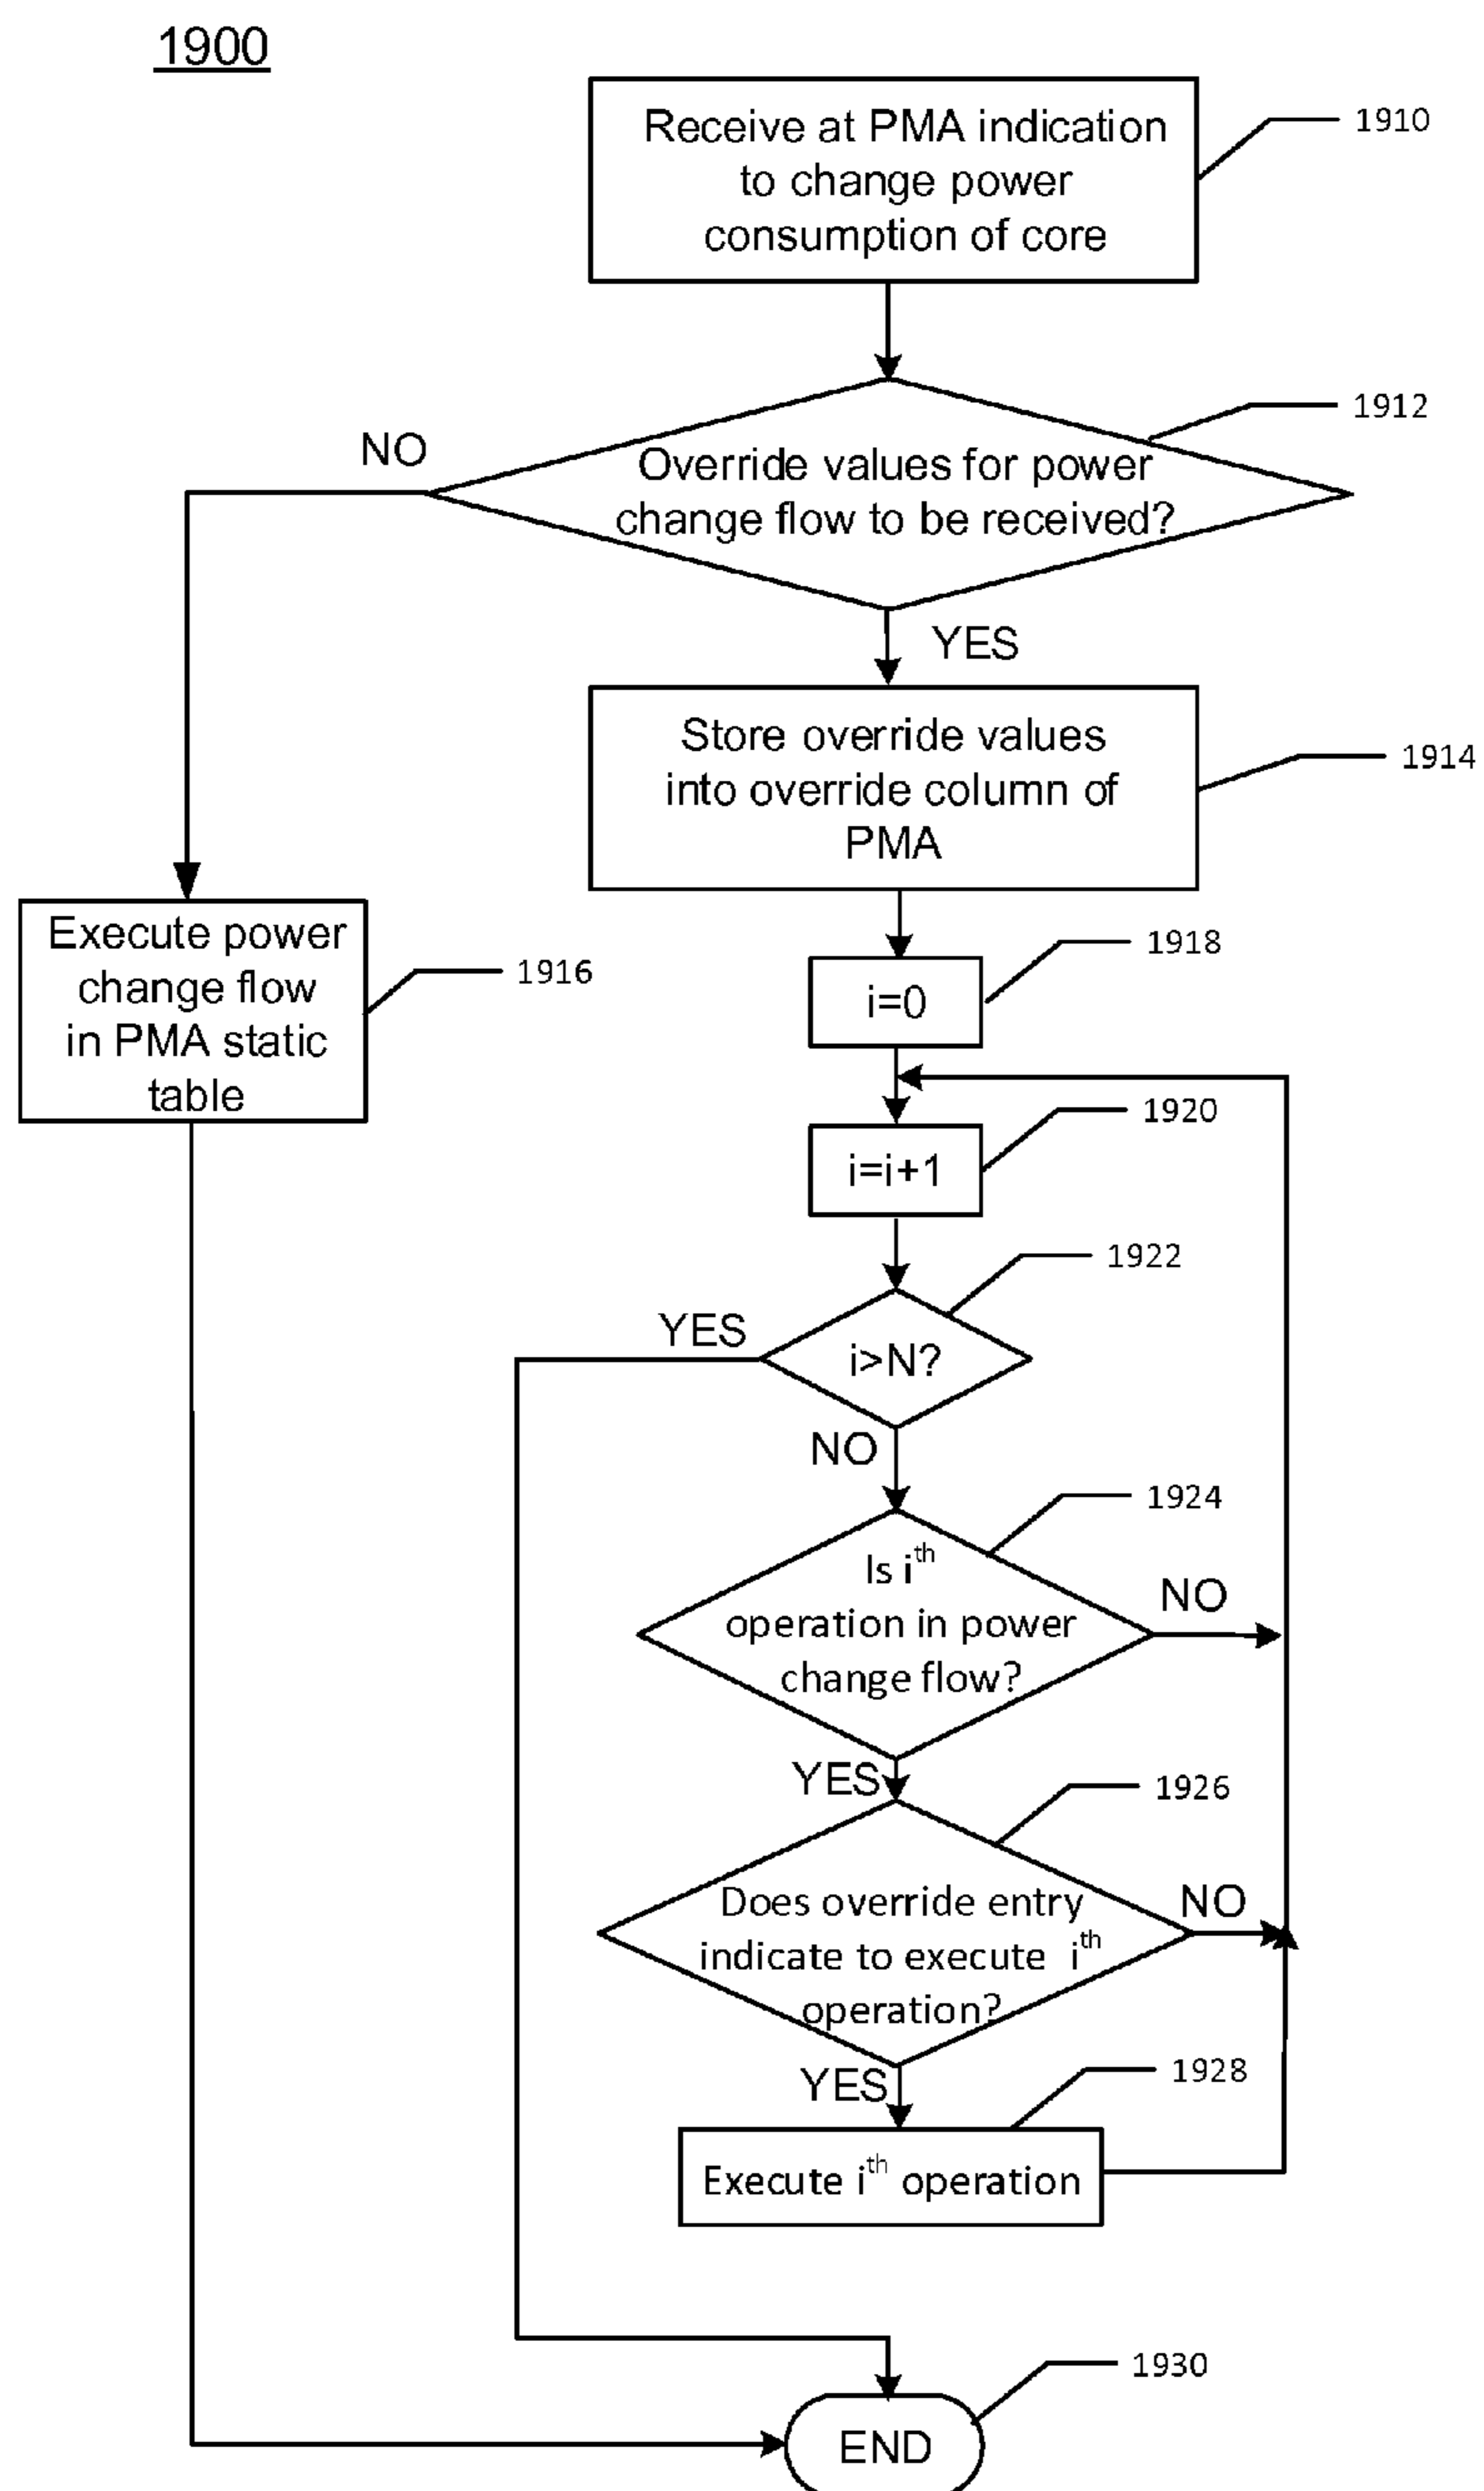 1900
Receive at PMA indication
to change power
consumption of core
1910
1912
NO
Override values for power
change flow to be received?
YES
Store override values
into override column of
PMA
1914
Execute power
change flow
in PMA static
table
1916
1918
i=0
1920
i=i+1
1922
YES
i>N?
NO
1924
Is ith
operation in power
change flow?
NO
YES
1926
Does override entry
indicate to execute ith
operation?
NO
YES
1928
Execute ith operation
1930
END